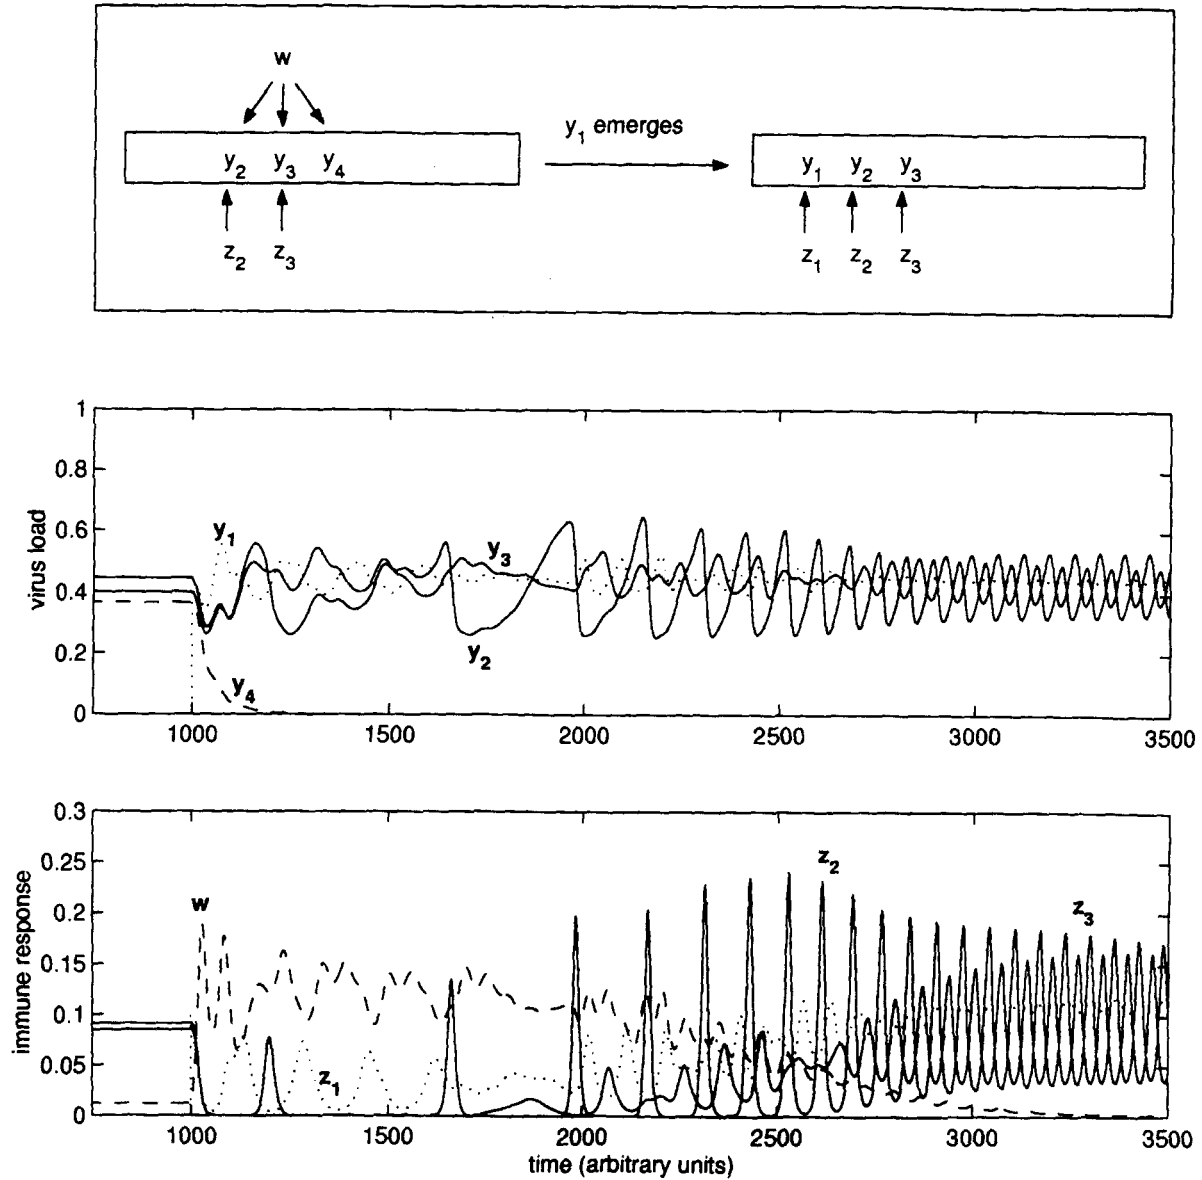 w
y1 emerges
y2 y3 y4
y1 y2 y3
z2 z3
z1 z2 z3
virus load
1
0.8
0.6
0.4
0.2
0
y1
y3
y2
y4
1000 1500 2000 2500 3000 3500
immune response
0.3
0.25
0.2
0.15
0.1
0.05
0
w
z1
z2
z3
1000 1500 2000 2500 3000 3500
time (arbitrary units)